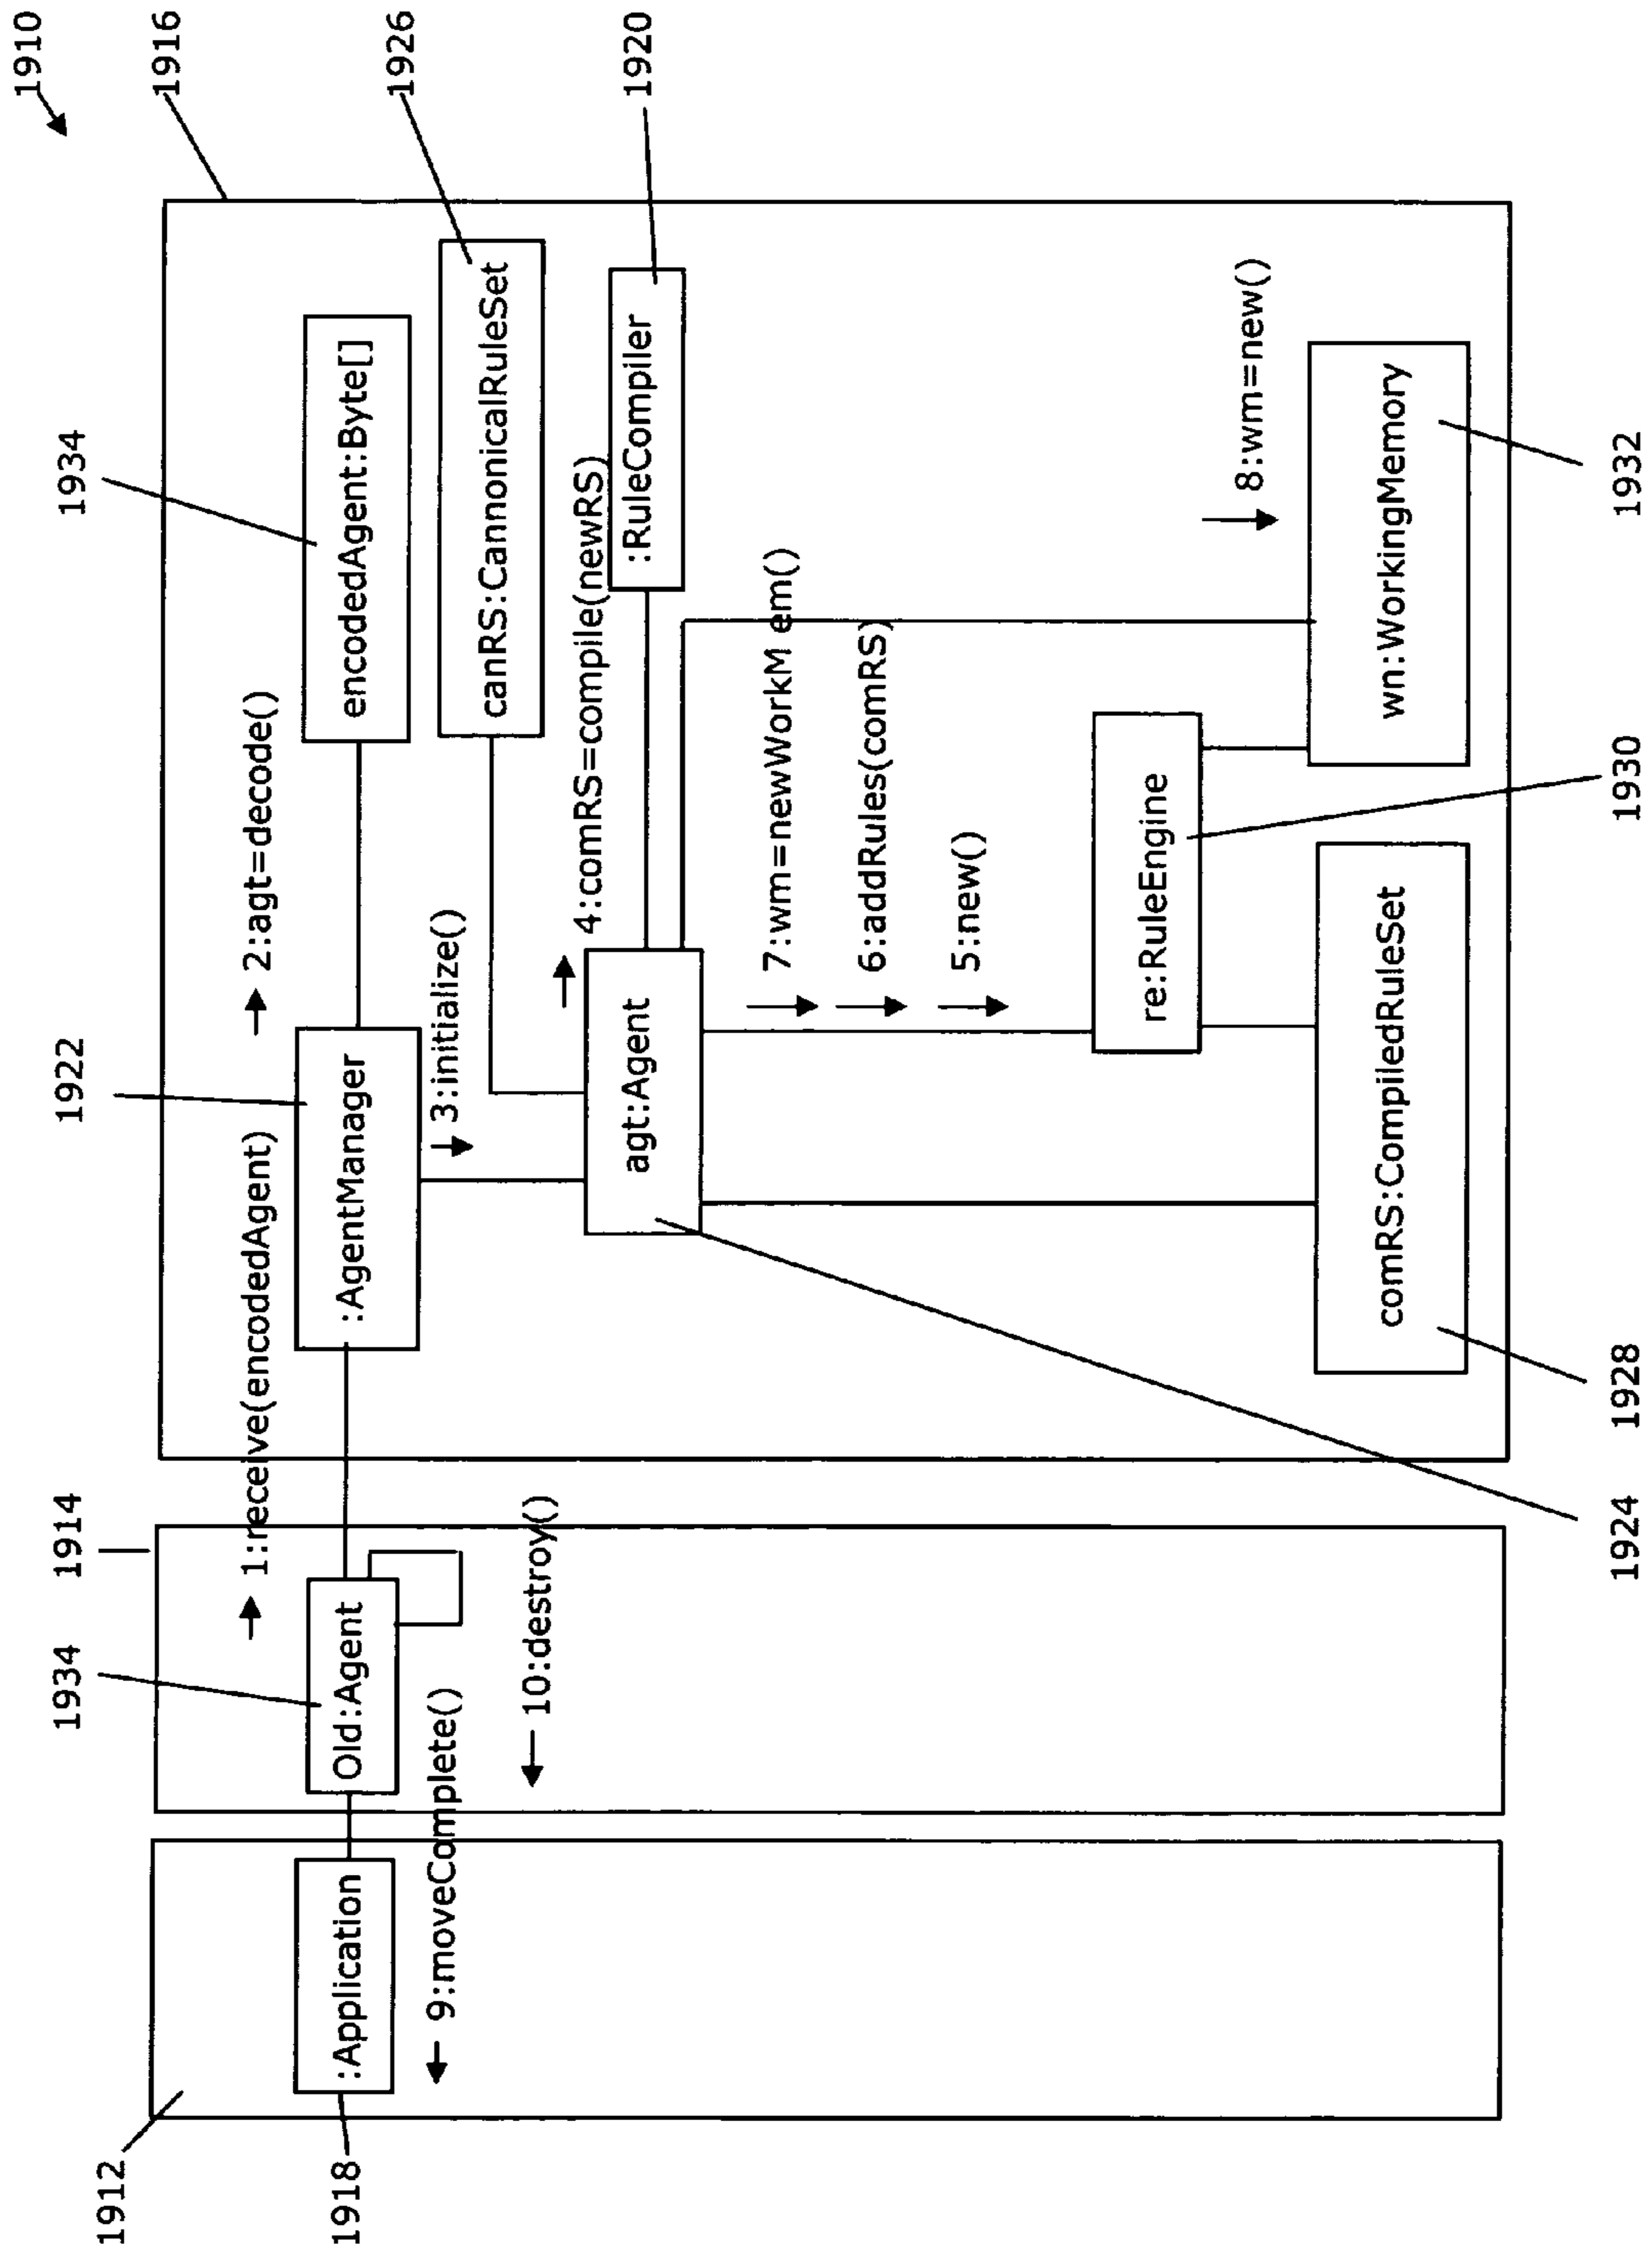 1910
1916
1926
1920
1934
1922
1914
1934
1912
1918
1:receive(encodedAgent)
2:agt=decode()
:Application
Old:Agent
:AgentManager
encodedAgent:Byte[]
9:moveComplete()
3:initialize()
canRS:CannonicalRuleSet
10:destroy()
4:comRS=compile(newRS)
agt:Agent
:RuleCompiler
7:wm=newWorkM em()
6:addRules(comRS)
5:new()
re:RuleEngine
8:wm=new()
comRS:CompiledRuleSet
wn:WorkingMemory
1924
1928
1930
1932